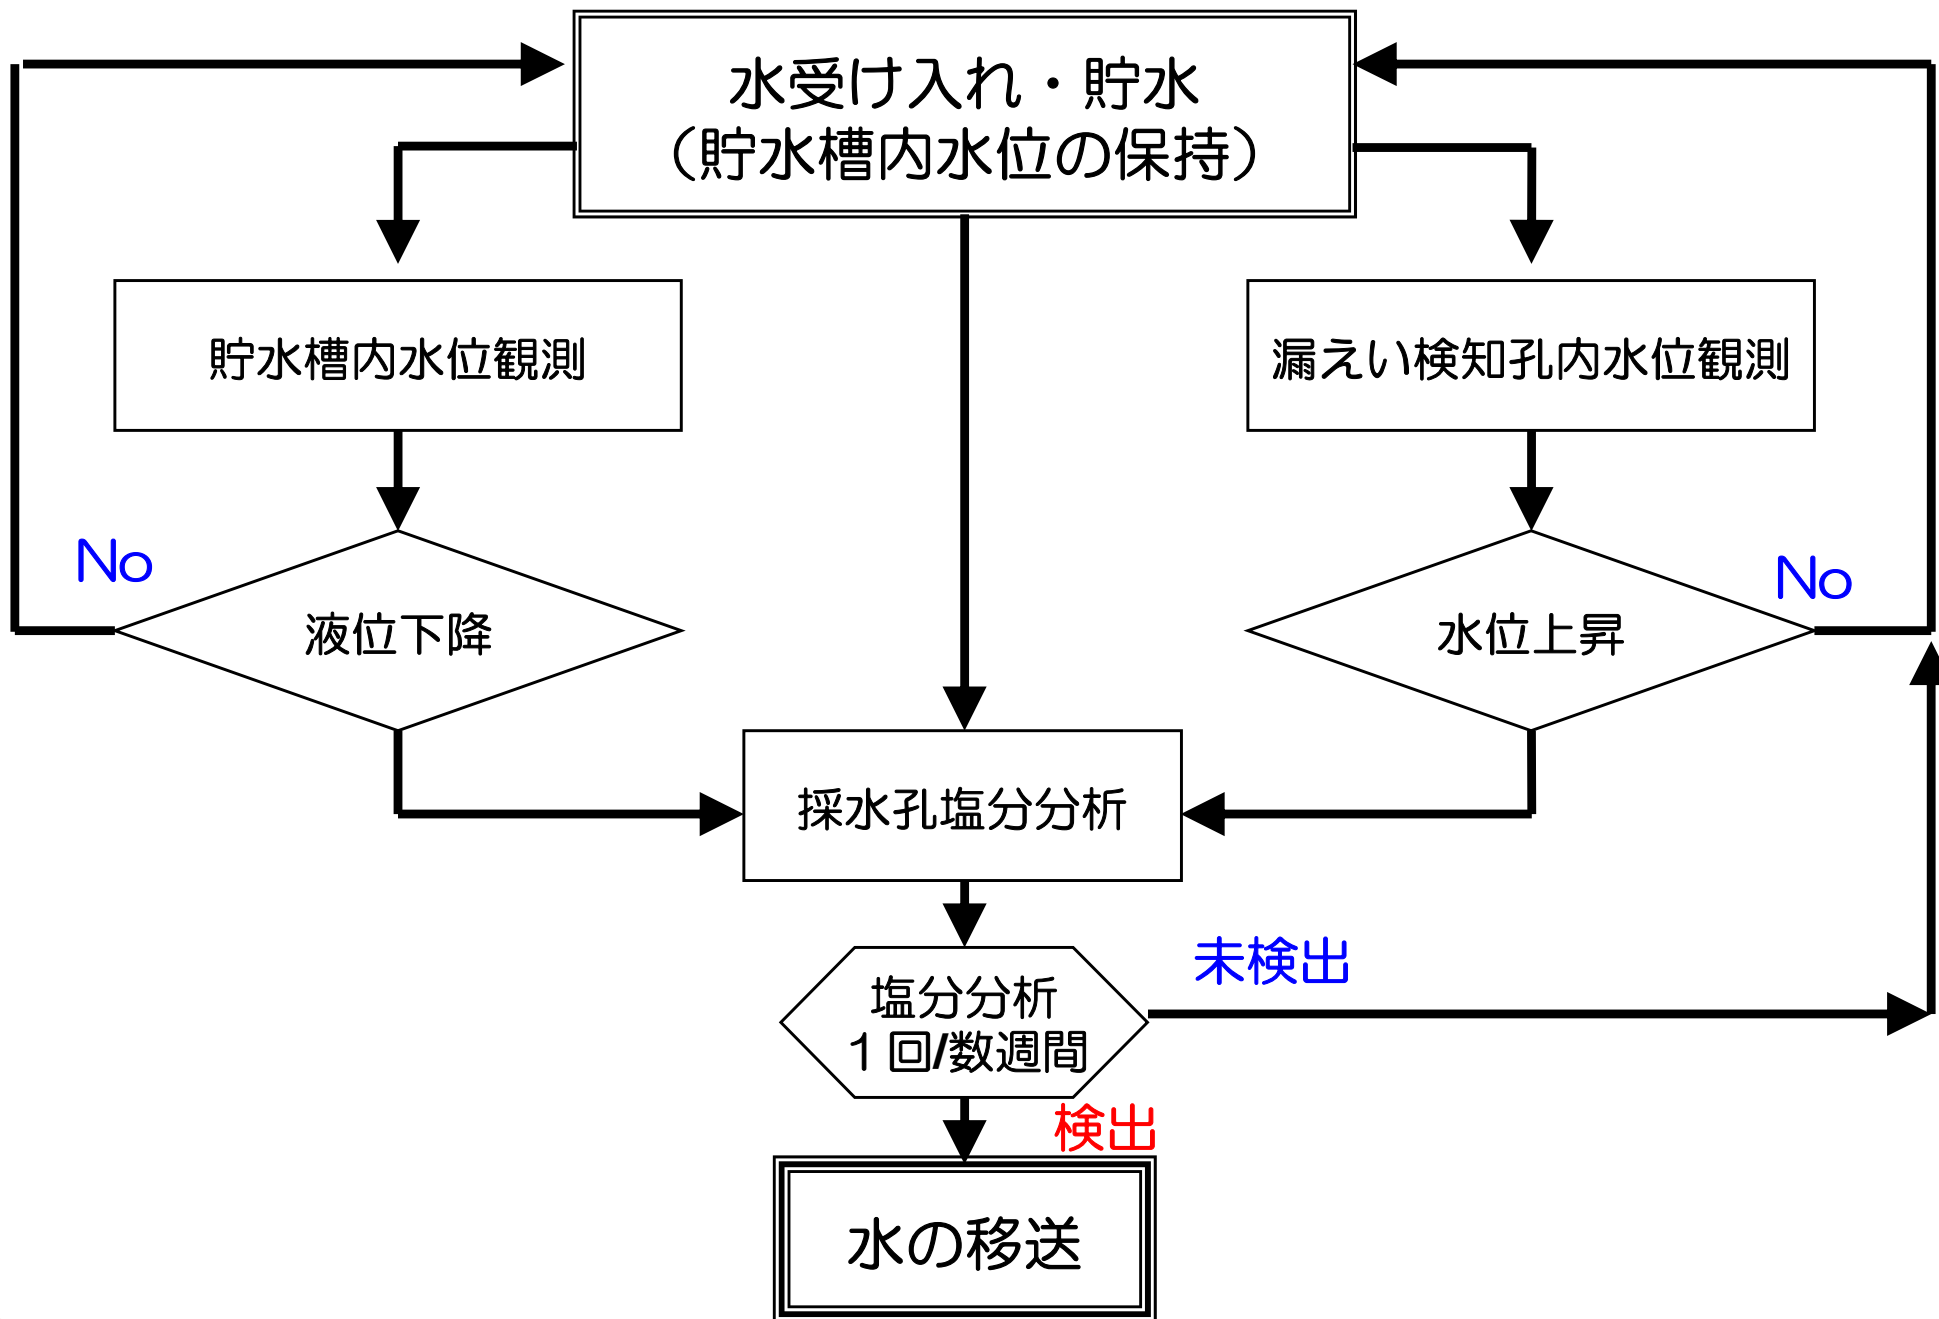 水受け入れ・貯水
（貯水槽内水位の保持）
貯水槽内水位観測
漏えい検知孔内水位観測
No
No
液位下降
水位上昇
採水孔塩分分析
未検出
塩分分析
１回/数週間
検出
水の移送